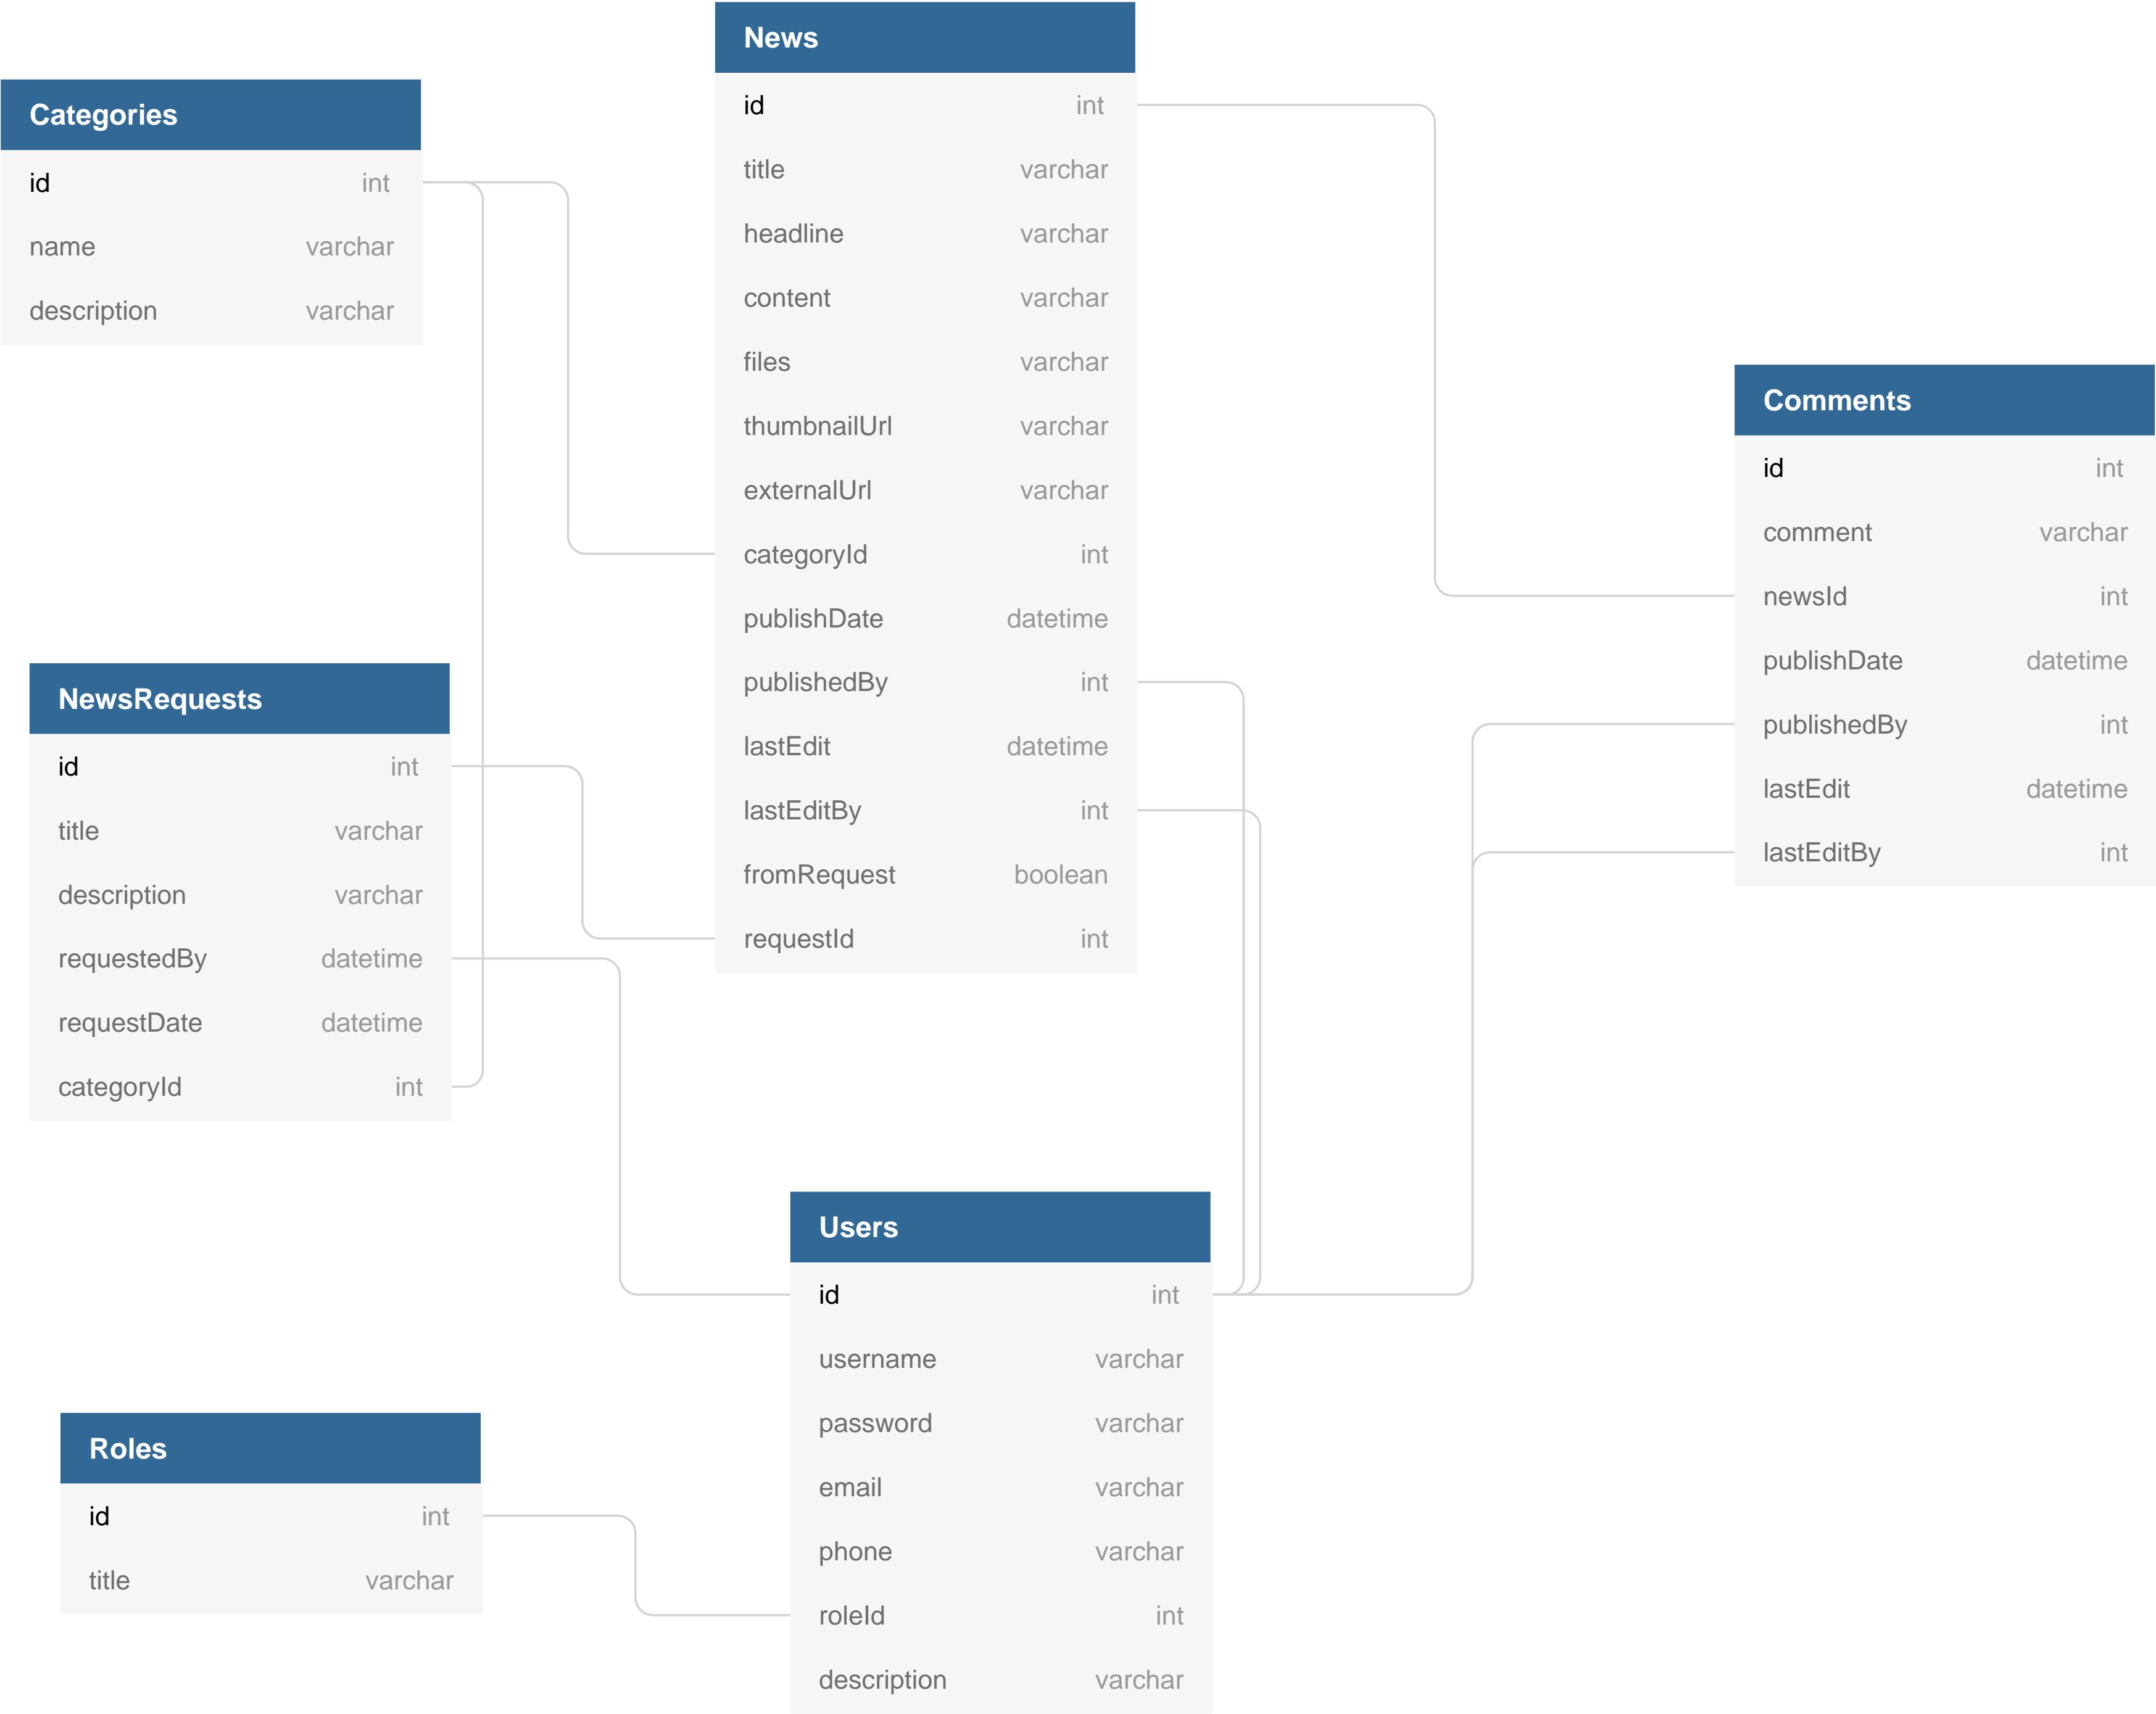 News
id int
title varchar
headline varchar
content varchar
files varchar
thumbnailUrl varchar
externalUrl varchar
categoryId int
publishDate datetime
publishedBy int
lastEdit datetime
lastEditBy int
fromRequest boolean
requestId int
Categories
id int
name varchar
description varchar
Comments
id int
comment varchar
newsId int
publishDate datetime
publishedBy int
lastEdit datetime
lastEditBy int
NewsRequests
id int
title varchar
description varchar
requestedBy datetime
requestDate datetime
categoryId int
Users
id int
username varchar
password varchar
email varchar
phone varchar
roleId int
description varchar
Roles
id int
title varchar